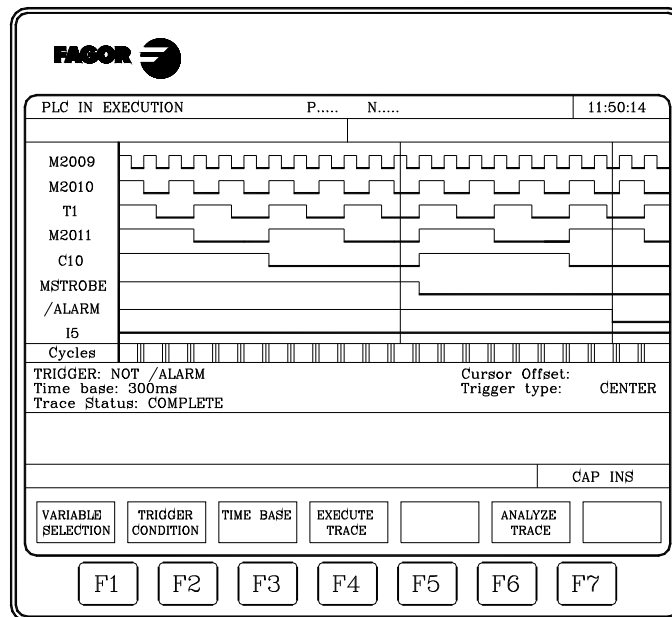 FAGOR
PLC IN EXECUTION P..... N..... 11:50:14
M2009
M2010
T1
M2011
C10
MSTROBE
/ALARM
I5
Cycles
TRIGGER: NOT /ALARM Cursor Offset:
Time base: 300ms Trigger type: CENTER
Trace Status: COMPLETE
CAP INS
VARIABLE SELECTION
TRIGGER CONDITION
TIME BASE
EXECUTE TRACE
ANALYZE TRACE
F1 F2 F3 F4 F5 F6 F7